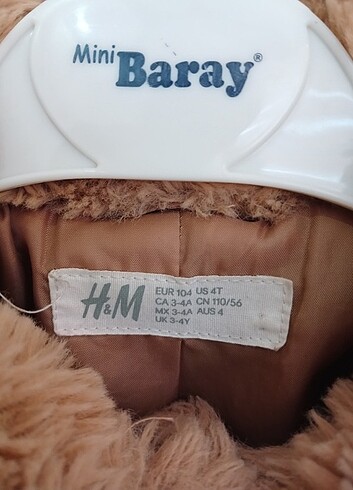 Mini Baray®
H&M
EUR 104 US 4T
CA 3-4A CN 110/56
MX 3-4A AUS 4
UK 3-4Y